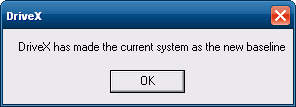 DriveX
DriveX has made the current system as the new baseline
OK